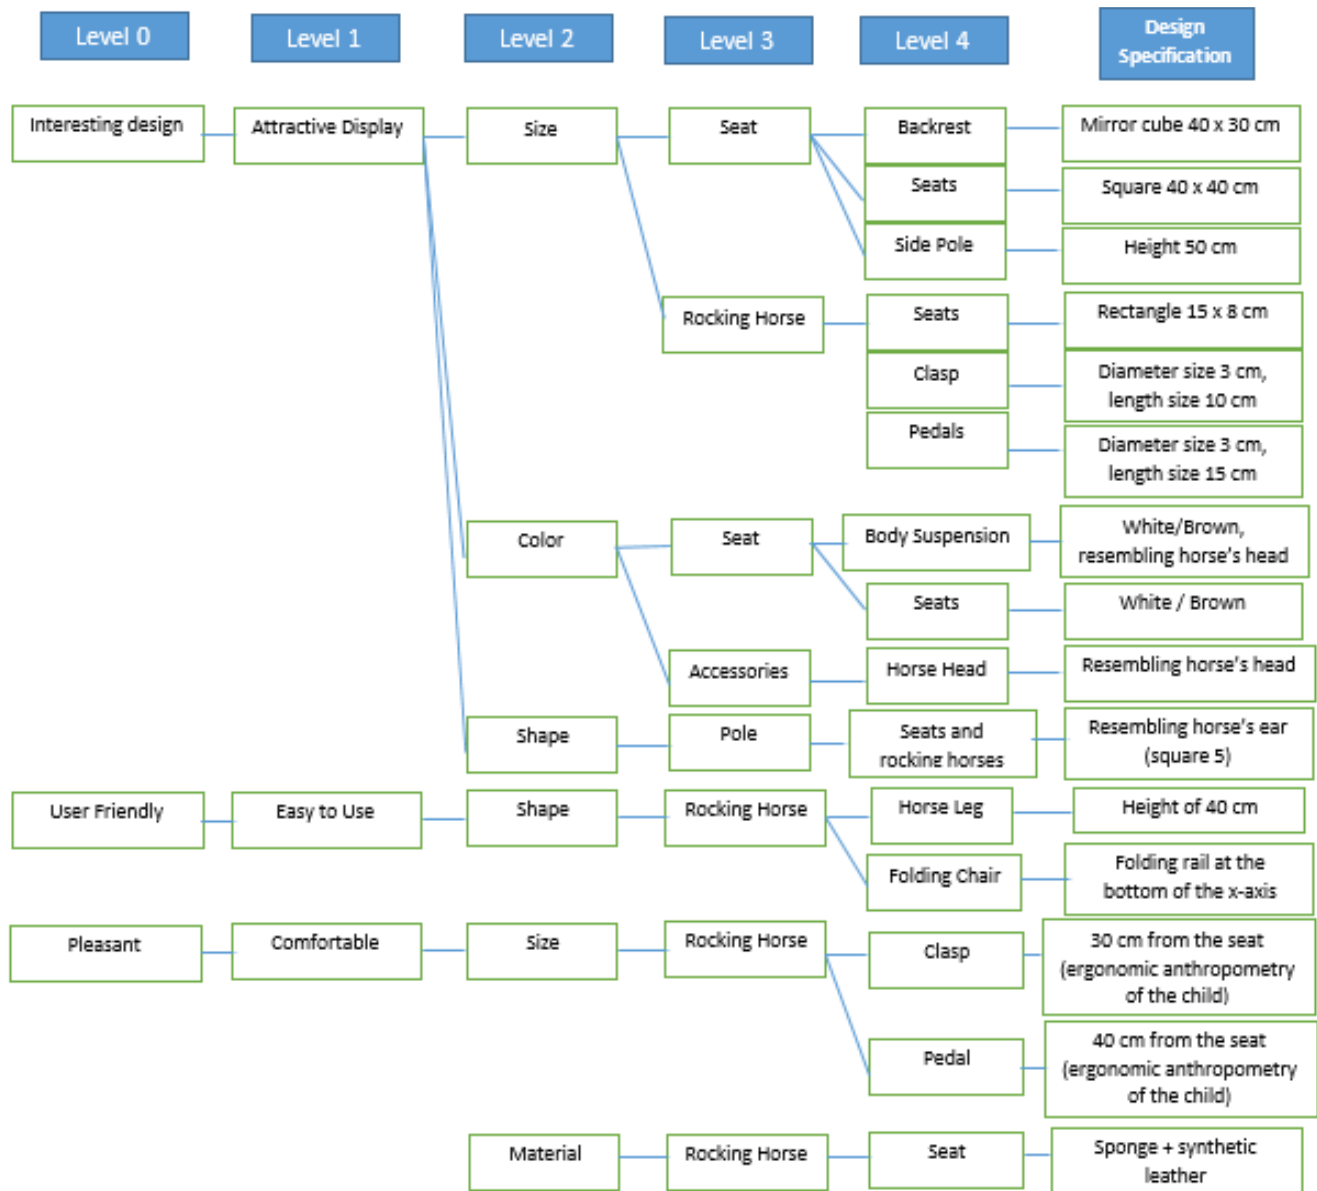 Level 0
Level 1
Level 2
Level 3
Level 4
Design
Specification
Interesting design
Attractive Display
Size
Seat
Backrest
Mirror cube 40 x 30 cm
Seats
Square 40 x 40 cm
Side Pole
Height 50 cm
Rocking Horse
Seats
Rectangle 15 x 8 cm
Clasp
Diameter size 3 cm,
length size 10 cm
Pedals
Diameter size 3 cm,
length size 15 cm
Color
Seat
Body Suspension
White/Brown,
resembling horse's head
Seats
White / Brown
Accessories
Horse Head
Resembling horse's head
Shape
Pole
Seats and
rocking horses
Resembling horse's ear
(square 5)
User Friendly
Easy to Use
Shape
Rocking Horse
Horse Leg
Height of 40 cm
Folding Chair
Folding rail at the
bottom of the x-axis
Pleasant
Comfortable
Size
Rocking Horse
Clasp
30 cm from the seat
(ergonomic anthropometry
of the child)
Pedal
40 cm from the seat
(ergonomic anthropometry
of the child)
Material
Rocking Horse
Seat
Sponge + synthetic
leather